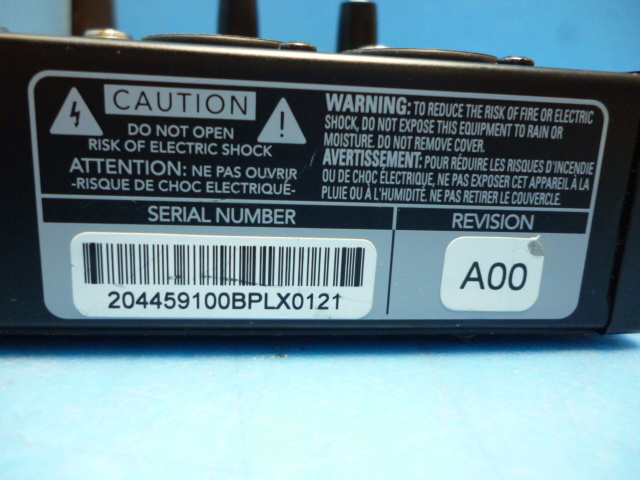 CAUTION
DO NOT OPEN
RISK OF ELECTRIC SHOCK
ATTENTION: NE PAS OUVRIR
-RISQUE DE CHOC ELECTRIQUE-
WARNING: TO REDUCE THE RISK OF FIRE OR ELECTRIC
SHOCK, DO NOT EXPOSE THIS EQUIPMENT TO RAIN OR
MOISTURE. DO NOT REMOVE COVER.
AVERTISSEMENT: POUR RÉDUIRE LES RISQUES D'INCENDIE
OU DE CHOC ÉLECTRIQUE, NE PAS EXPOSER CET APPAREIL À LA
PLUIE OU À L'HUMIDITÉ. NE PAS RETIRER LE COUVERCLE.
SERIAL NUMBER
204459100BPLX0121
REVISION
A00